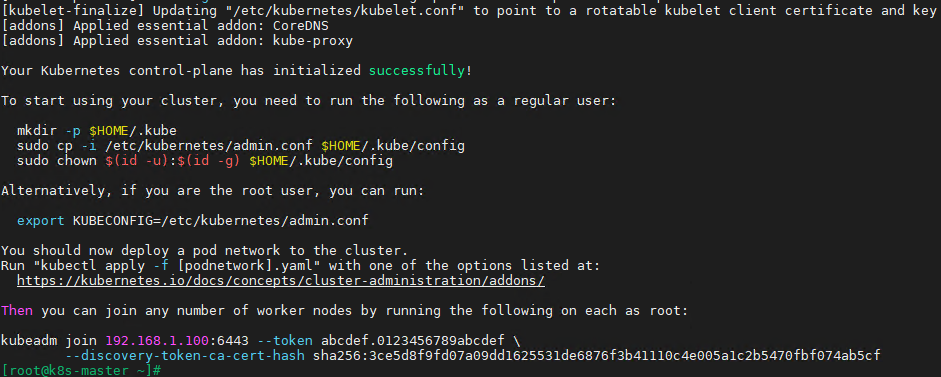 [kubelet-finalize] Updating "/etc/kubernetes/kubelet.conf" to point to a rotatable kubelet client certificate and key
[addons] Applied essential addon: CoreDNS
[addons] Applied essential addon: kube-proxy
Your Kubernetes control-plane has initialized successfully!
To start using your cluster, you need to run the following as a regular user:
mkdir -p $HOME/.kube
sudo cp -i /etc/kubernetes/admin.conf $HOME/.kube/config
sudo chown $(id -u):$(id -g) $HOME/.kube/config
Alternatively, if you are the root user, you can run:
export KUBECONFIG=/etc/kubernetes/admin.conf
You should now deploy a pod network to the cluster.
Run "kubectl apply -f [podnetwork].yaml" with one of the options listed at:
https://kubernetes.io/docs/concepts/cluster-administration/addons/
Then you can join any number of worker nodes by running the following on each as root:
kubeadm join 192.168.1.100:6443 --token abcdef.0123456789abcdef \
--discovery-token-ca-cert-hash sha256:3ce5d8f9fd07a09dd1625531de6876f3b41110c4e005a1c2b5470fbf074ab5cf
[root@k8s-master ~]#